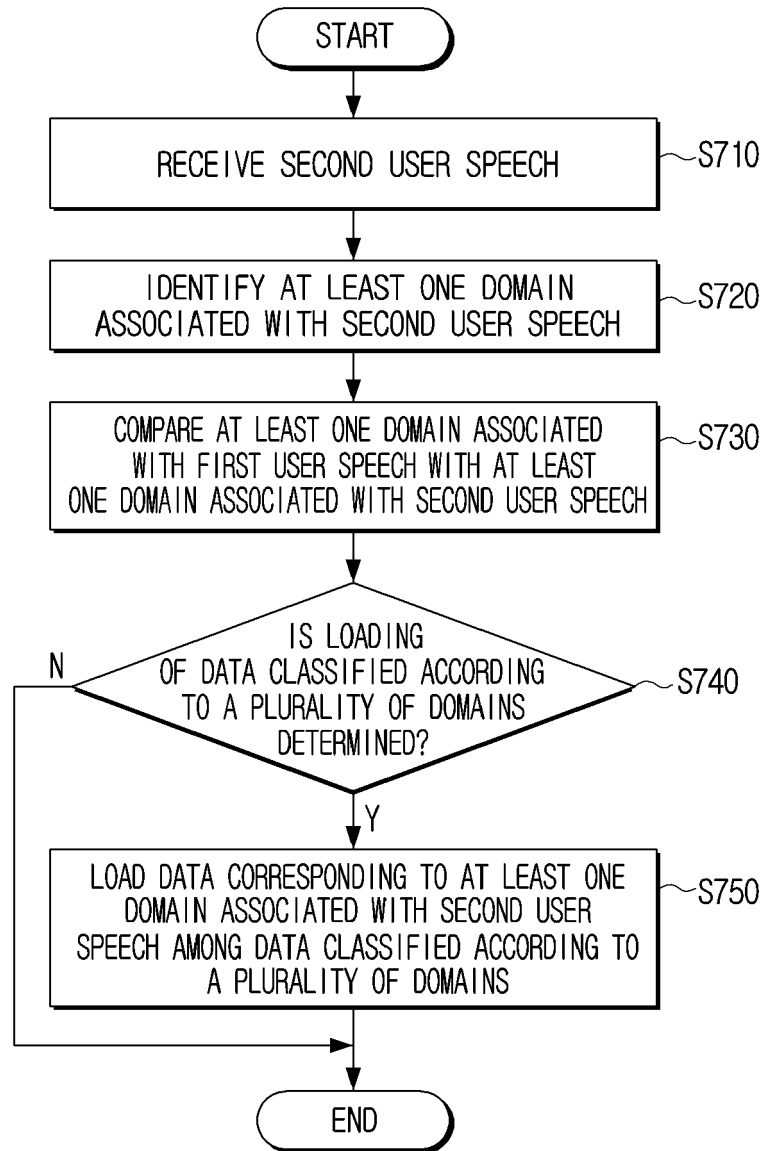 START
RECEIVE SECOND USER SPEECH
S710
IDENTIFY AT LEAST ONE DOMAIN
ASSOCIATED WITH SECOND USER SPEECH
S720
COMPARE AT LEAST ONE DOMAIN ASSOCIATED
WITH FIRST USER SPEECH WITH AT LEAST
ONE DOMAIN ASSOCIATED WITH SECOND USER SPEECH
S730
IS LOADING
OF DATA CLASSIFIED ACCORDING
TO A PLURALITY OF DOMAINS
DETERMINED?
S740
N
Y
LOAD DATA CORRESPONDING TO AT LEAST ONE
DOMAIN ASSOCIATED WITH SECOND USER
SPEECH AMONG DATA CLASSIFIED ACCORDING TO
A PLURALITY OF DOMAINS
S750
END